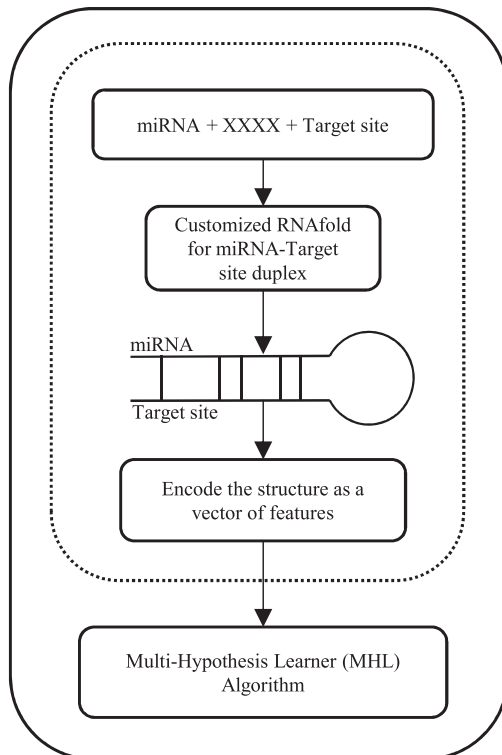 miRNA + XXXX + Target site
Customized RNAfold
for miRNA-Target
site duplex
miRNA
Target site
Encode the structure as a
vector of features
Multi-Hypothesis Learner (MHL)
Algorithm